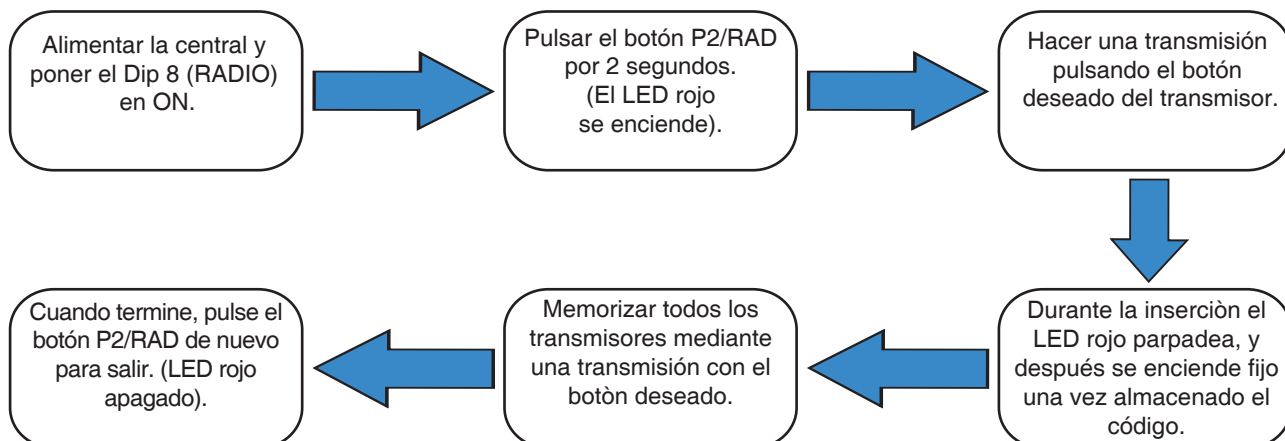 Alimentar la central y
poner el Dip 8 (RADIO)
en ON.
Pulsar el botón P2/RAD
por 2 segundos.
(El LED rojo
se enciende).
Hacer una transmisión
pulsando el botón
deseado del transmisor.
Durante la inserciòn el
LED rojo parpadea, y
después se enciende fijo
una vez almacenado el
código.
Memorizar todos los
transmisores mediante
una transmisión con el
botòn deseado.
Cuando termine, pulse el
botón P2/RAD de nuevo
para salir. (LED rojo
apagado).